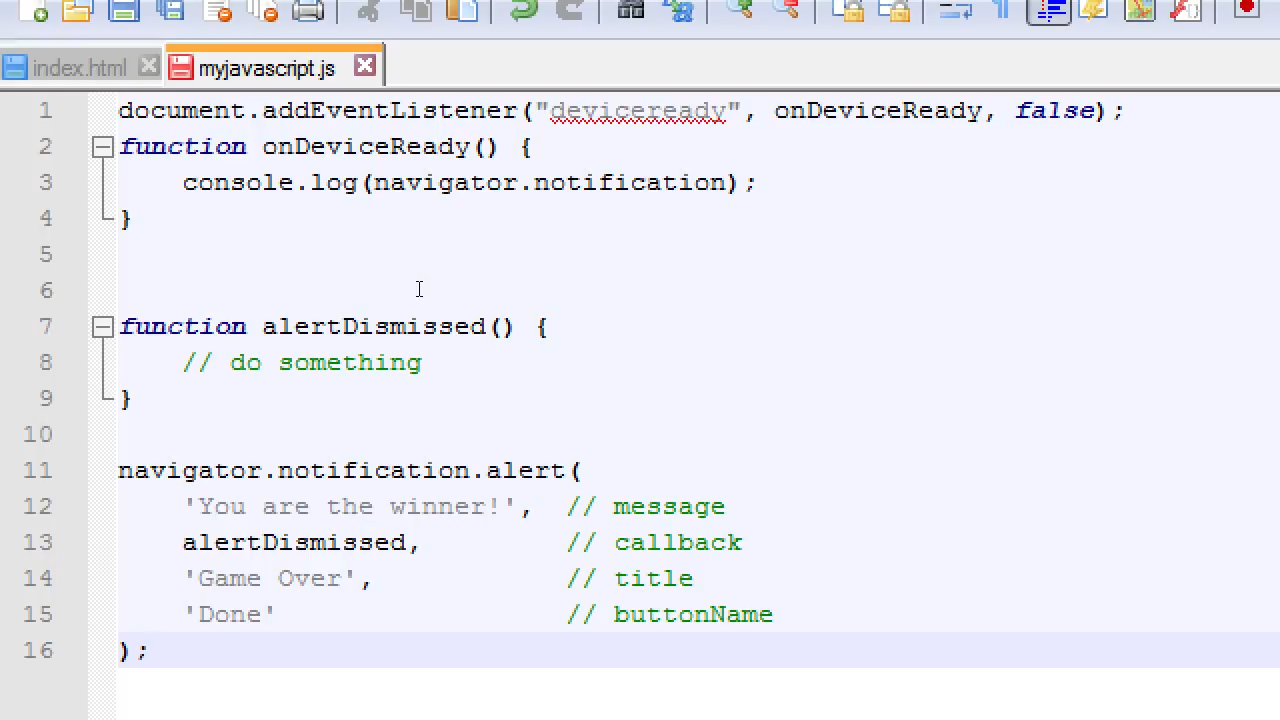 index.html myjavascript.js
1 document.addEventListener("deviceready", onDeviceReady, false);
2 function onDeviceReady() {
3     console.log(navigator.notification);
4 }
5
6
7 function alertDismissed() {
8     // do something
9 }
10
11 navigator.notification.alert(
12     'You are the winner!',  // message
13     alertDismissed,         // callback
14     'Game Over',            // title
15     'Done'                  // buttonName
16 );